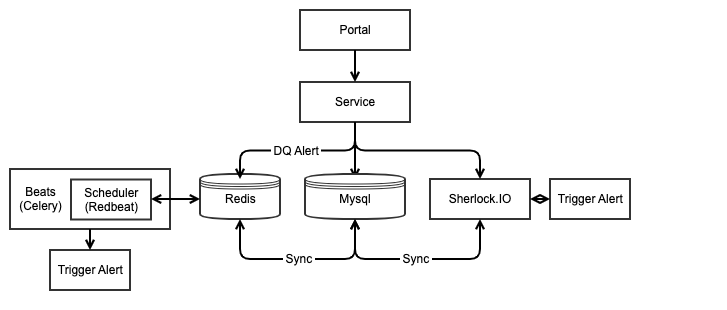 Portal
Service
DQ Alert
Beats
(Celery)
Scheduler
(Redbeat)
Redis
Mysql
Sherlock.IO
Trigger Alert
Trigger Alert
Sync
Sync